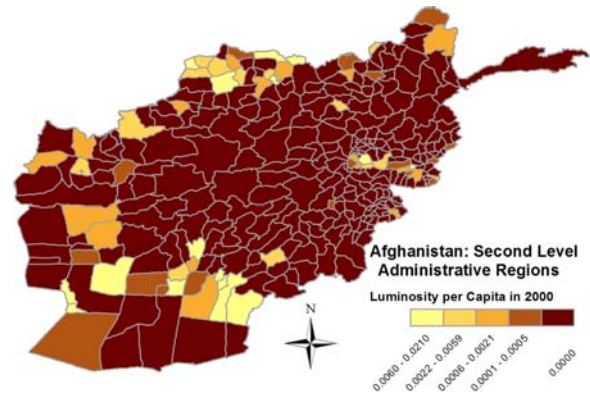 Afghanistan: Second Level
Administrative Regions
Luminosity per Capita in 2000
N
0.0060 - 0.0210
0.0022 - 0.0059
0.0006 - 0.0021
0.0001 - 0.0005
0.0000